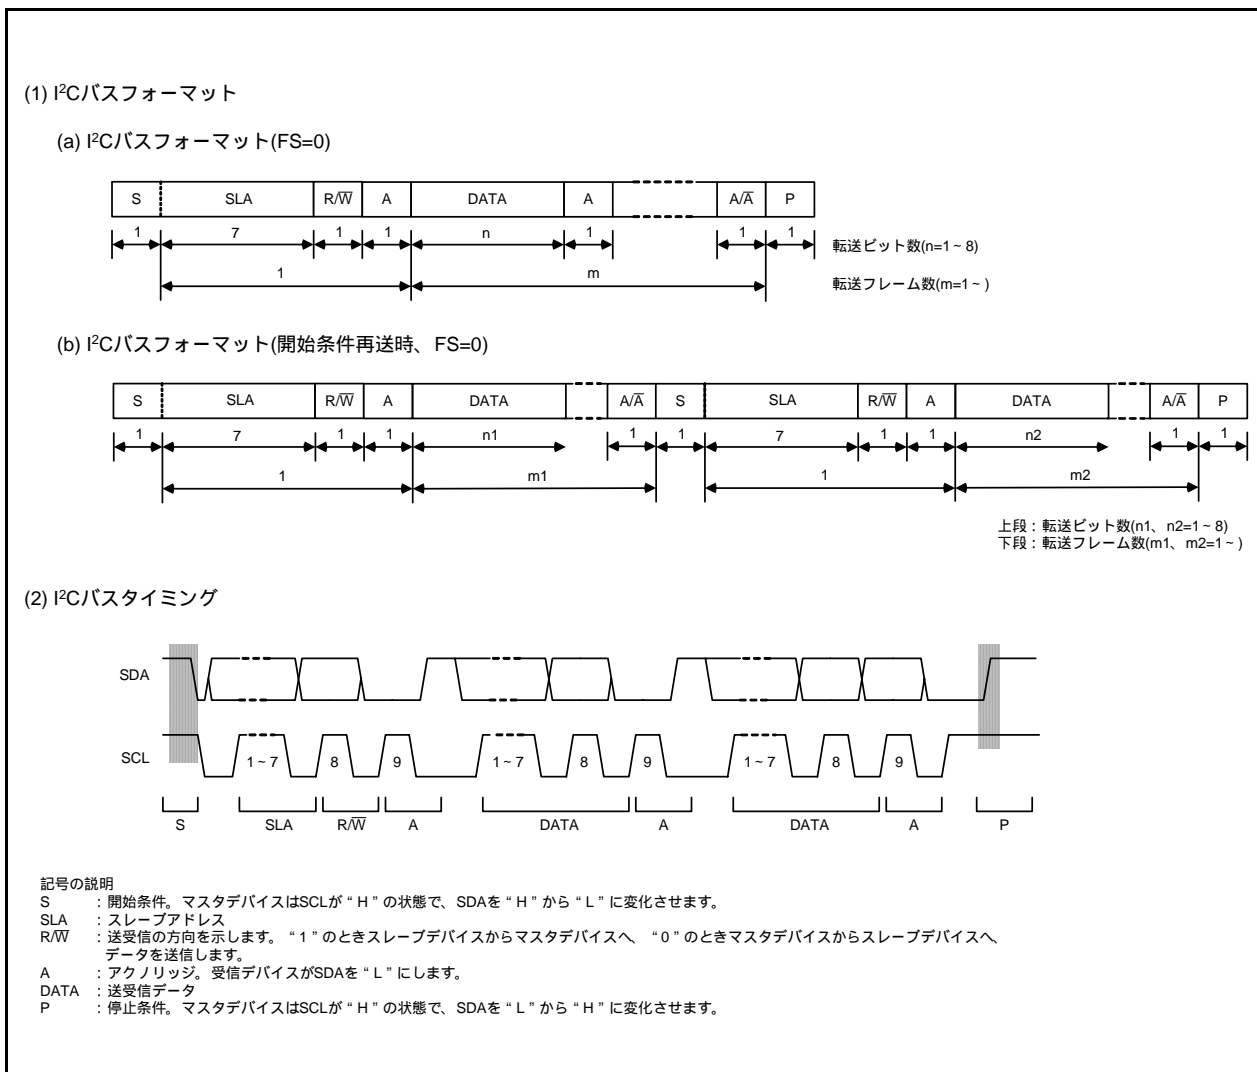 (1) I²Cバスフォーマット
(a) I²Cバスフォーマット(FS=0)
S SLA R/W̅ A DATA A A/A̅ P
1 7 1 1 n 1 1 1
転送ビット数(n=1~8)
1 m
転送フレーム数(m=1~ )
(b) I²Cバスフォーマット(開始条件再送時、FS=0)
S SLA R/W̅ A DATA A/A̅ S SLA R/W̅ A DATA A/A̅ P
1 7 1 1 n1 1 1 7 1 1 n2 1 1
1 m1 1 m2
上段:転送ビット数(n1、n2=1~8)
下段:転送フレーム数(m1、m2=1~ )
(2) I²Cバスタイミング
SDA
SCL 1~7 8 9 1~7 8 9 1~7 8 9
S SLA R/W̅ A DATA A DATA A P
記号の説明
S :開始条件。マスタデバイスはSCLが“H”の状態で、SDAを“H”から“L”に変化させます。
SLA :スレーブアドレス
R/W̅ :送受信の方向を示します。“1”のときスレーブデバイスからマスタデバイスへ、“0”のときマスタデバイスからスレーブデバイスへ、
データを送信します。
A :アクノリッジ。受信デバイスがSDAを“L”にします。
DATA :送受信データ
P :停止条件。マスタデバイスはSCLが“H”の状態で、SDAを“L”から“H”に変化させます。